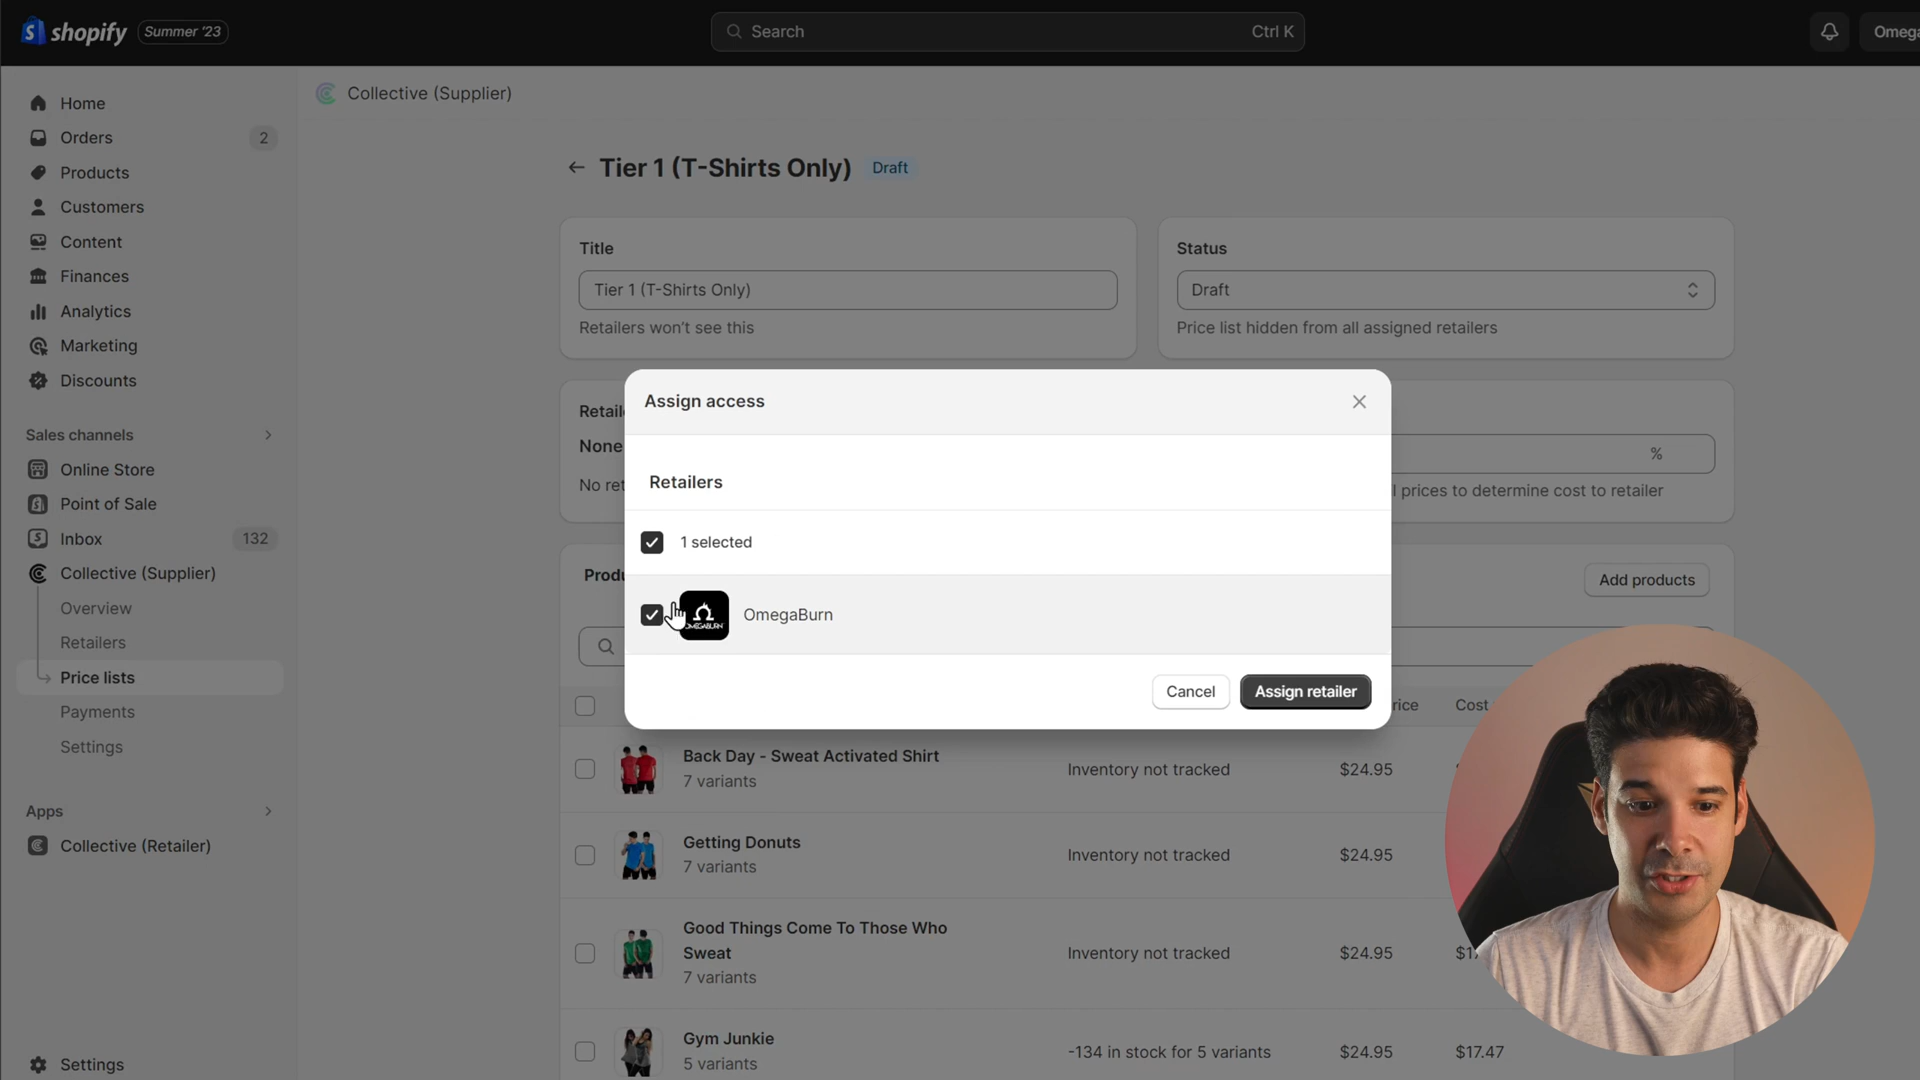 shopify Summer '23
Search Ctrl K
Home
Orders 2
Products
Customers
Content
Finances
Analytics
Marketing
Discounts
Sales channels
Online Store
Point of Sale
Inbox 132
Collective (Supplier)
Overview
Retailers
Price lists
Payments
Settings
Apps
Collective (Retailer)
Settings
Collective (Supplier)
Tier 1 (T-Shirts Only) Draft
Title
Tier 1 (T-Shirts Only)
Retailers won't see this
Status
Draft
Price list hidden from all assigned retailers
None
No
%
prices to determine cost to retailer
Assign access
Retailers
1 selected
OMEGABURN
OmegaBurn
Cancel Assign retailer
Add products
Cost
Back Day - Sweat Activated Shirt
7 variants
Inventory not tracked $24.95
Getting Donuts
7 variants
Inventory not tracked $24.95
Good Things Come To Those Who
Sweat
7 variants
Inventory not tracked $24.95
Gym Junkie
5 variants
-134 in stock for 5 variants $24.95 $17.47